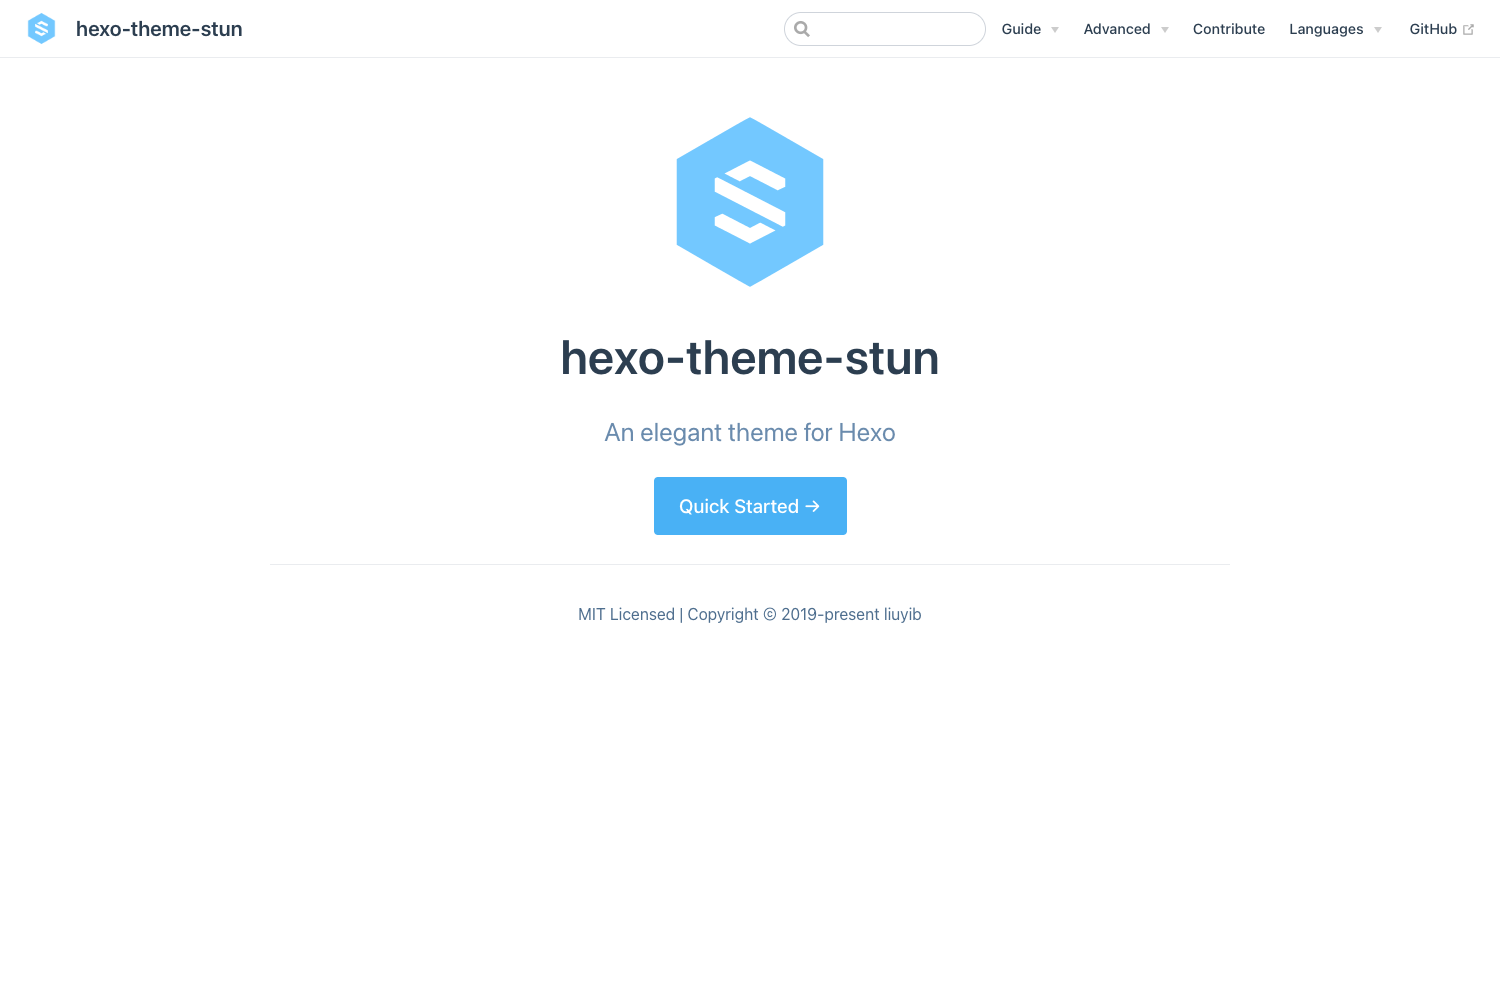 hexo-theme-stun
Guide
Advanced
Contribute
Languages
GitHub
hexo-theme-stun
An elegant theme for Hexo
Quick Started →
MIT Licensed | Copyright © 2019-present liuyib